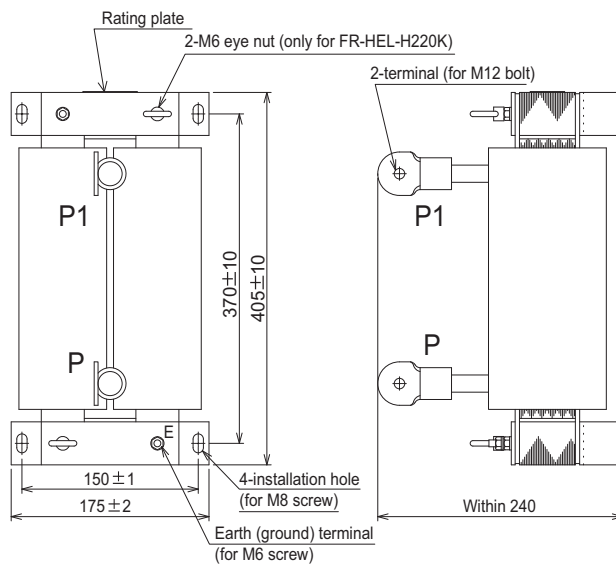 Rating plate
2-M6 eye nut (only for FR-HEL-H220K)
2-terminal (for M12 bolt)
P1
P
370±10
405±10
P1
P
E
150±1
175±2
4-installation hole
(for M8 screw)
Earth (ground) terminal
(for M6 screw)
Within 240